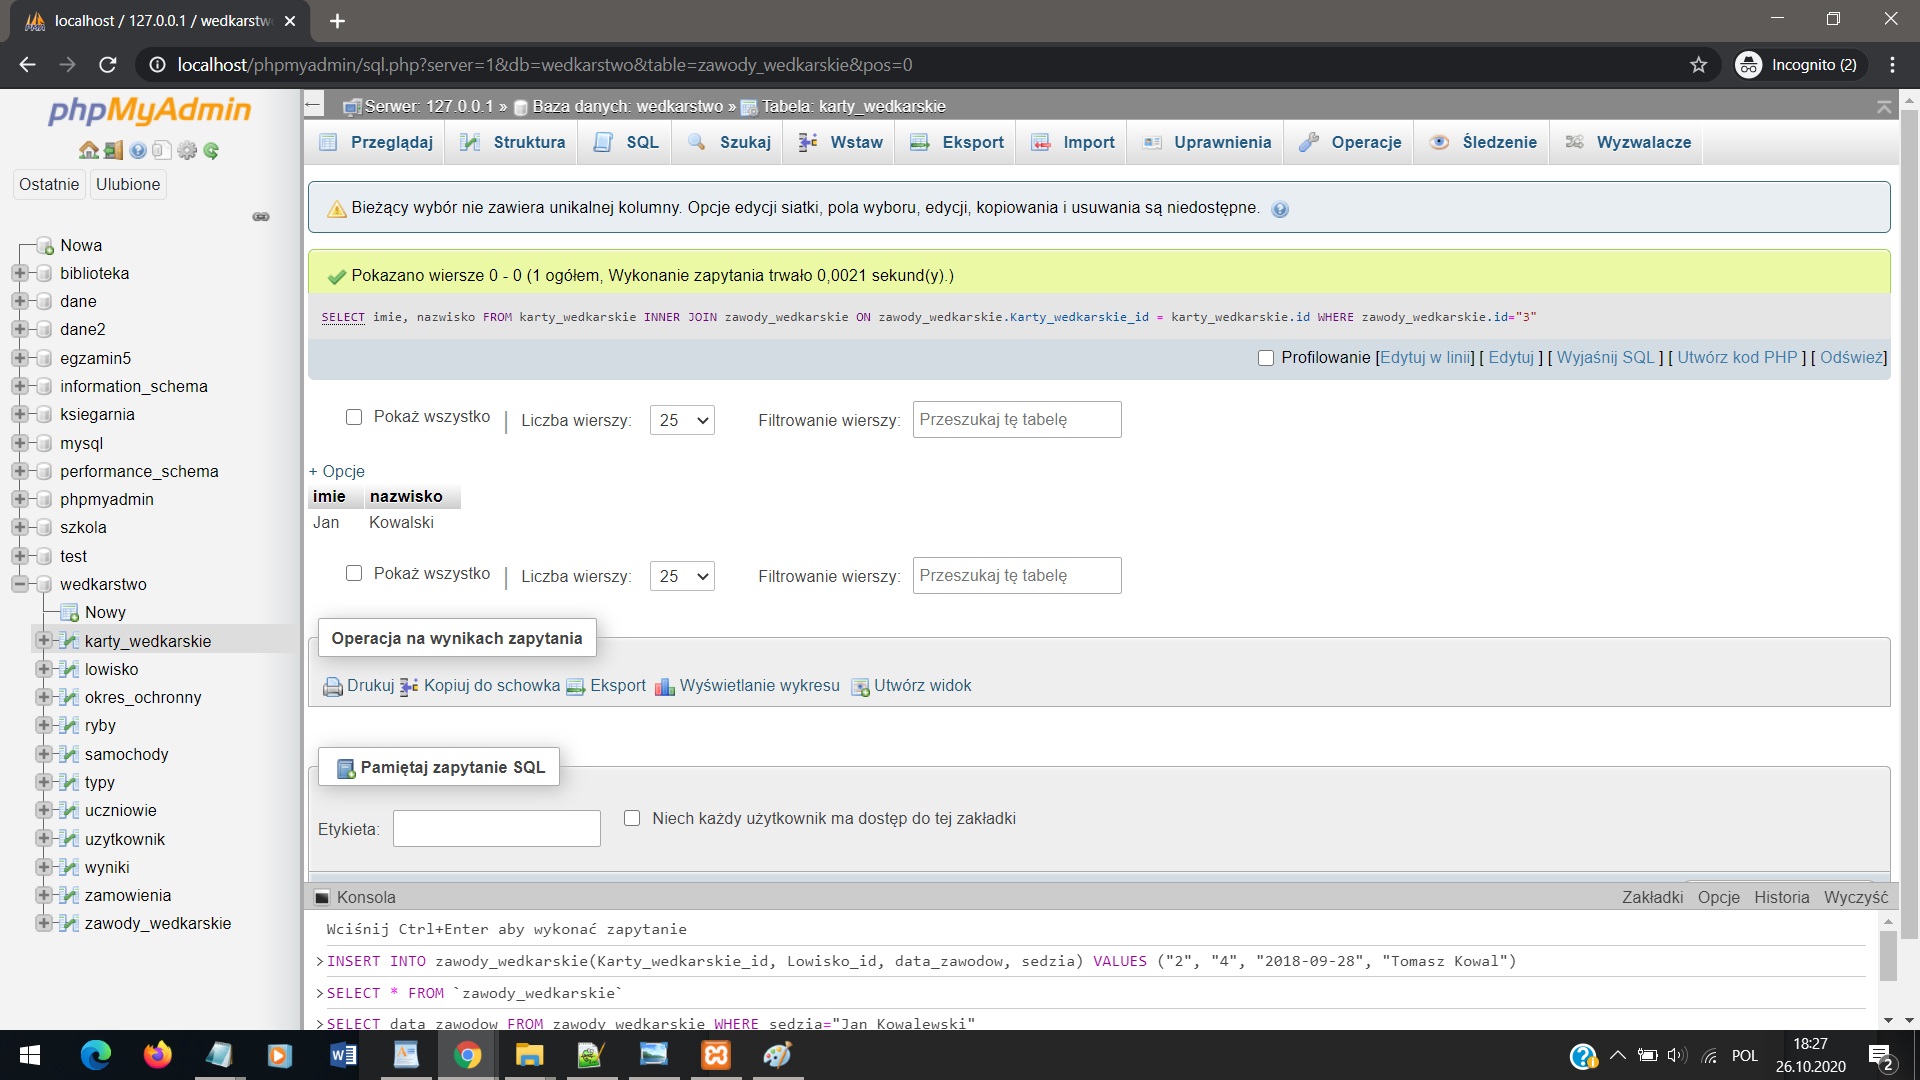 localhost / 127.0.0.1 / wedkarstw
localhost/phpmyadmin/sql.php?server=1&db=wedkarstwo&table=zawody_wedkarskie&pos=0
Incognito (2)
phpMyAdmin
Ostatnie Ulubione
Nowa
biblioteka
dane
dane2
egzamin5
information_schema
ksiegarnia
mysql
performance_schema
phpmyadmin
szkola
test
wedkarstwo
Nowy
karty_wedkarskie
lowisko
okres_ochronny
ryby
samochody
typy
uczniowie
uzytkownik
wyniki
zamowienia
zawody_wedkarskie
Serwer: 127.0.0.1 » Baza danych: wedkarstwo » Tabela: karty_wedkarskie
Przeglądaj Struktura SQL Szukaj Wstaw Eksport Import Uprawnienia Operacje Śledzenie Wyzwalacze
Bieżący wybór nie zawiera unikalnej kolumny. Opcje edycji siatki, pola wyboru, edycji, kopiowania i usuwania są niedostępne.
Pokazano wiersze 0 - 0 (1 ogółem, Wykonanie zapytania trwało 0,0021 sekund(y).)
SELECT imie, nazwisko FROM karty_wedkarskie INNER JOIN zawody_wedkarskie ON zawody_wedkarskie.Karty_wedkarskie_id = karty_wedkarskie.id WHERE zawody_wedkarskie.id="3"
Profilowanie [Edytuj w linii] [ Edytuj ] [ Wyjaśnij SQL ] [ Utwórz kod PHP ] [ Odśwież]
Pokaż wszystko | Liczba wierszy: 25 Filtrowanie wierszy: Przeszukaj tę tabelę
+ Opcje
imie nazwisko
Jan Kowalski
Pokaż wszystko | Liczba wierszy: 25 Filtrowanie wierszy: Przeszukaj tę tabelę
Operacja na wynikach zapytania
Drukuj Kopiuj do schowka Eksport Wyświetlanie wykresu Utwórz widok
Pamiętaj zapytanie SQL
Etykieta: Niech każdy użytkownik ma dostęp do tej zakładki
Konsola Zakładki Opcje Historia Wyczyść
Wciśnij Ctrl+Enter aby wykonać zapytanie
>INSERT INTO zawody_wedkarskie(Karty_wedkarskie_id, Lowisko_id, data_zawodow, sedzia) VALUES ("2", "4", "2018-09-28", "Tomasz Kowal")
>SELECT * FROM `zawody_wedkarskie`
>SELECT data_zawodow FROM zawody_wedkarskie WHERE sedzia="Jan Kowalewski"
POL
18:27
26.10.2020
2